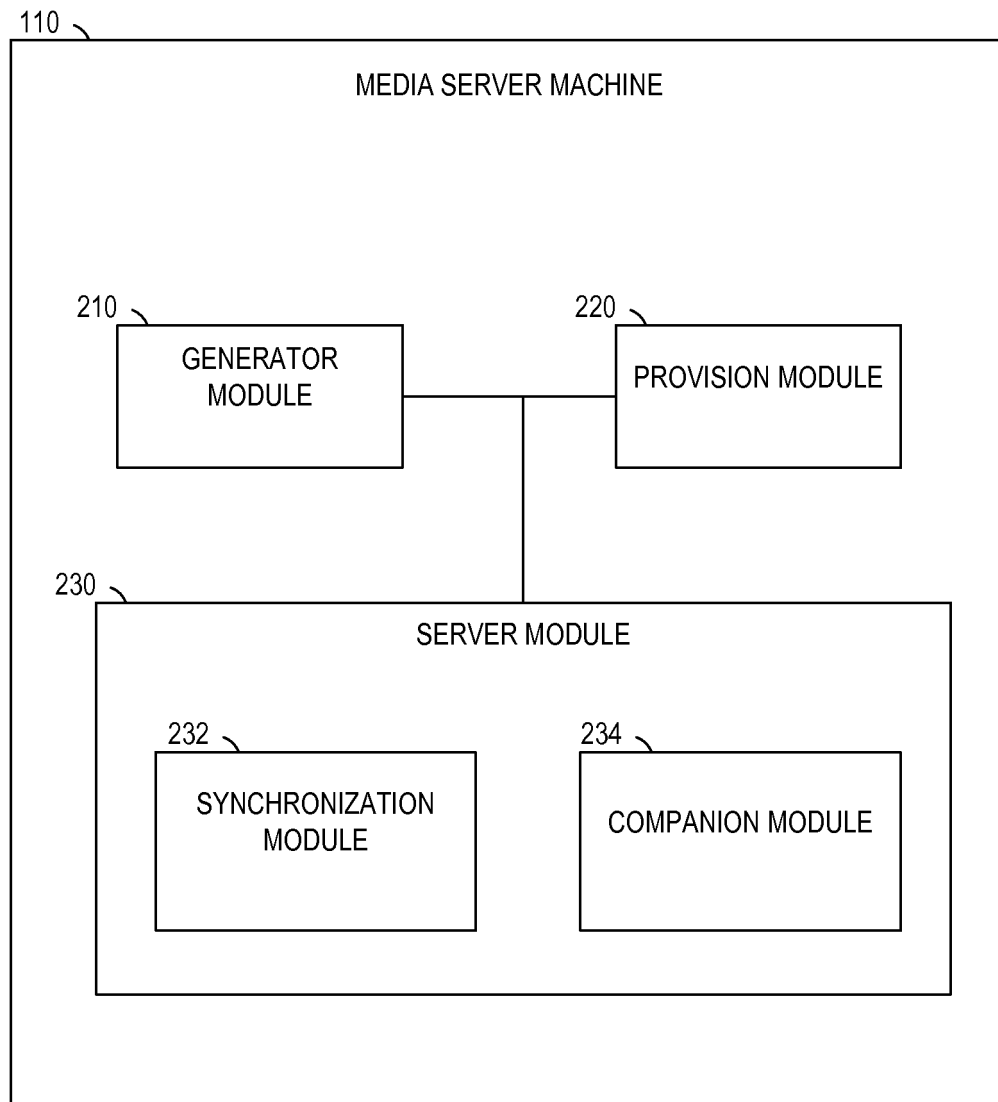 110
MEDIA SERVER MACHINE
210
GENERATOR
MODULE
220
PROVISION MODULE
230
SERVER MODULE
232
SYNCHRONIZATION
MODULE
234
COMPANION MODULE